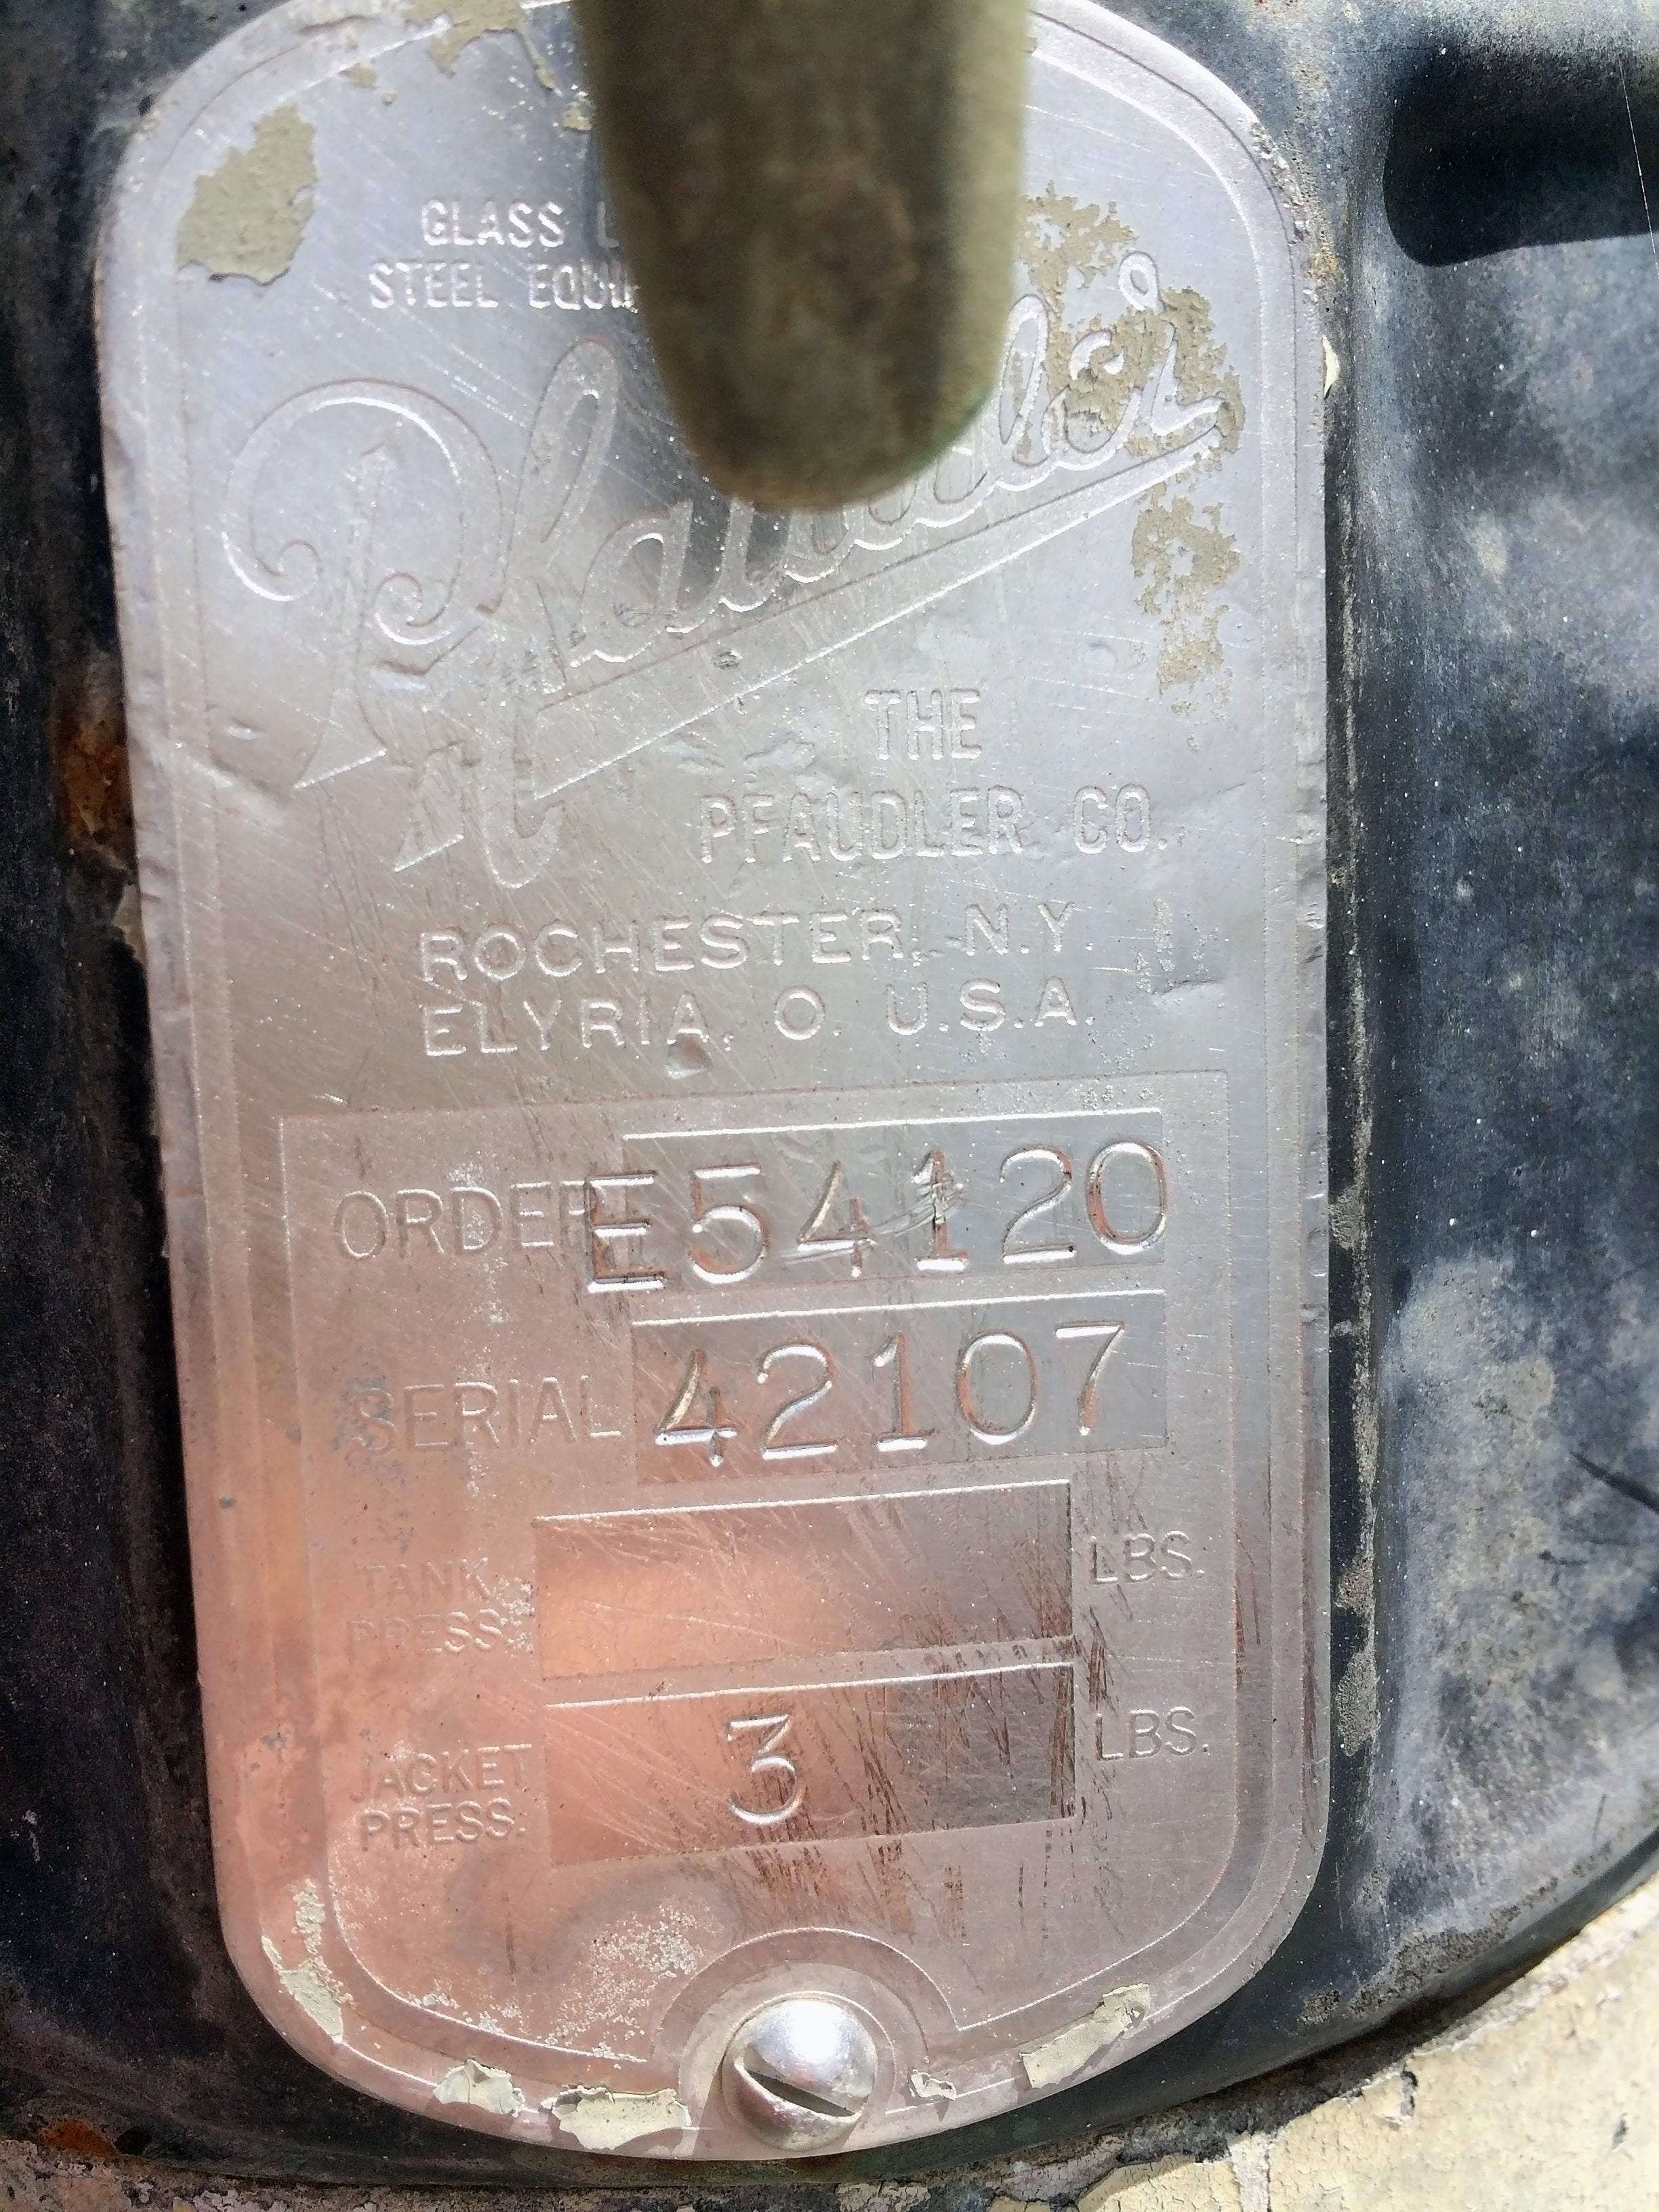 GLASS
STEEL
Pfaudler
THE
PFAUDLER CO.
ROCHESTER, N.Y.
ELYRIA, O. U.S.A.
ORDER E54120
SERIAL 42107
TANK PRESS. LBS.
JACKET PRESS. 3 LBS.